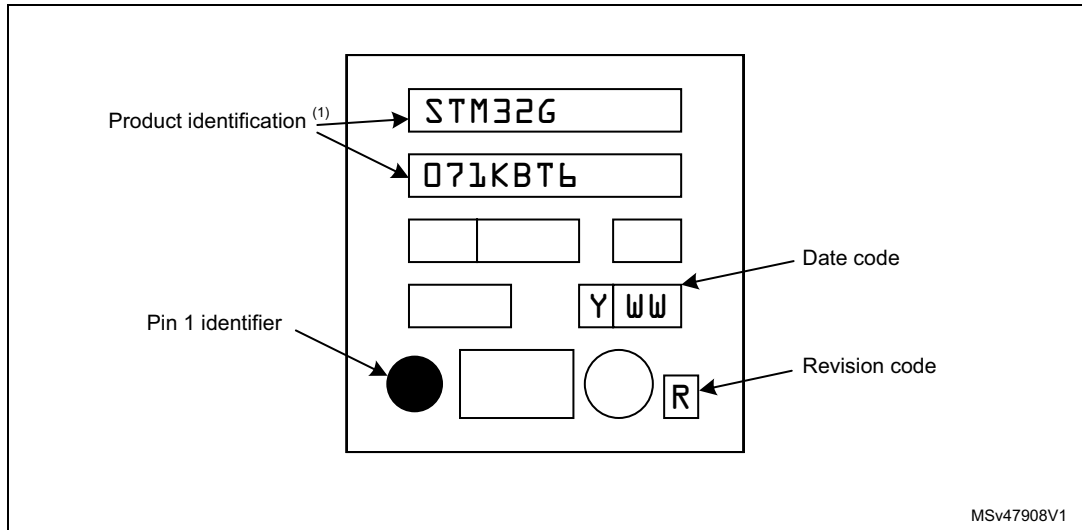 STM32G
Product identification (1)
071KBT6
Date code
Y WW
Pin 1 identifier
Revision code
R
MSv47908V1